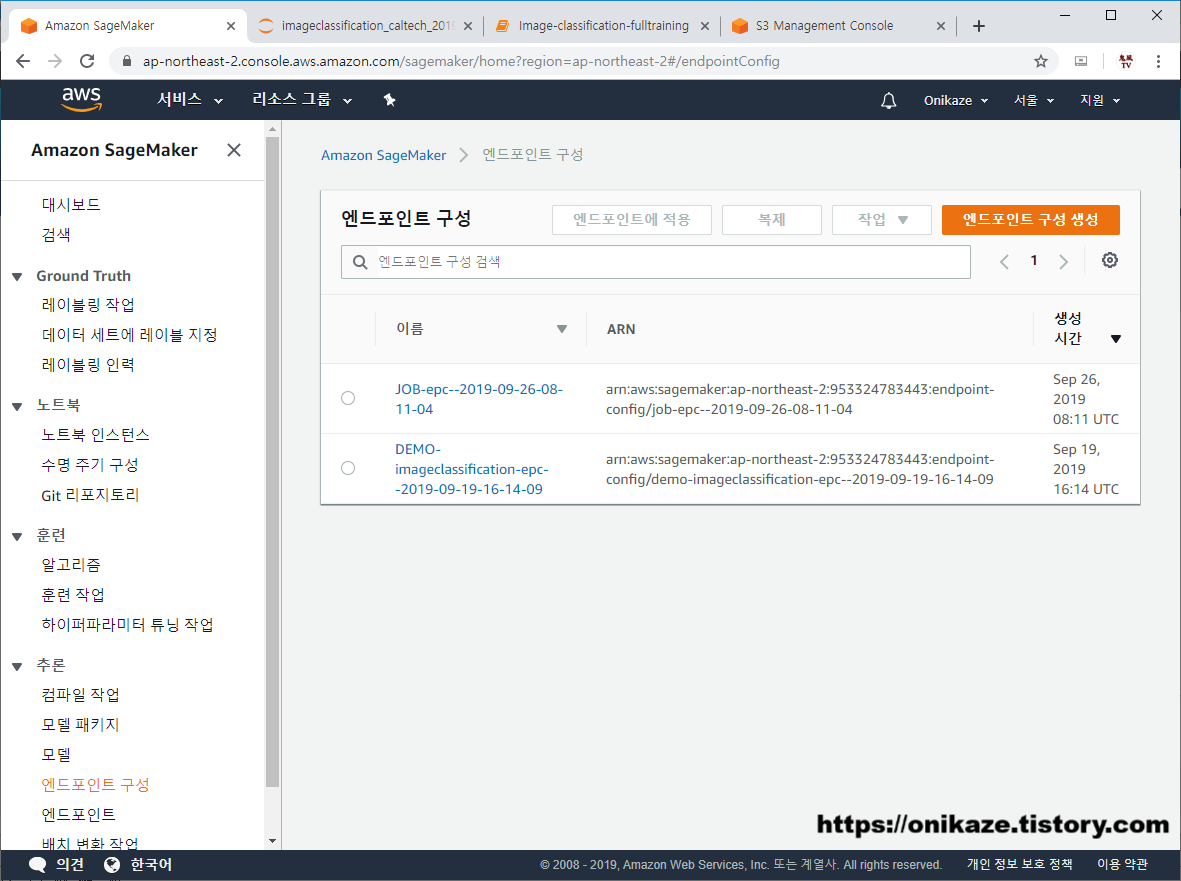 Amazon SageMaker
imageclassification_caltech_2019
Image-classification-fulltraining
S3 Management Console
ap-northeast-2.console.aws.amazon.com/sagemaker/home?region=ap-northeast-2#/endpointConfig
aws
서비스
리소스 그룹
Onikaze
서울
지원
Amazon SageMaker
대시보드
검색
Ground Truth
레이블링 작업
데이터 세트에 레이블 지정
레이블링 인력
노트북
노트북 인스턴스
수명 주기 구성
Git 리포지토리
훈련
알고리즘
훈련 작업
하이퍼파라미터 튜닝 작업
추론
컴파일 작업
모델 패키지
모델
엔드포인트 구성
엔드포인트
배치 변환 작업
Amazon SageMaker
엔드포인트 구성
엔드포인트 구성
엔드포인트에 적용
복제
작업
엔드포인트 구성 생성
엔드포인트 구성 검색
1
이름
ARN
생성
시간
JOB-epc--2019-09-26-08-
11-04
arn:aws:sagemaker:ap-northeast-2:953324783443:endpoint-
config/job-epc--2019-09-26-08-11-04
Sep 26,
2019
08:11 UTC
DEMO-
imageclassification-epc-
-2019-09-19-16-14-09
arn:aws:sagemaker:ap-northeast-2:953324783443:endpoint-
config/demo-imageclassification-epc--2019-09-19-16-14-09
Sep 19,
2019
16:14 UTC
https://onikaze.tistory.com
의견
한국어
© 2008 - 2019, Amazon Web Services, Inc. 또는 계열사. All rights reserved.
개인 정보 보호 정책
이용 약관